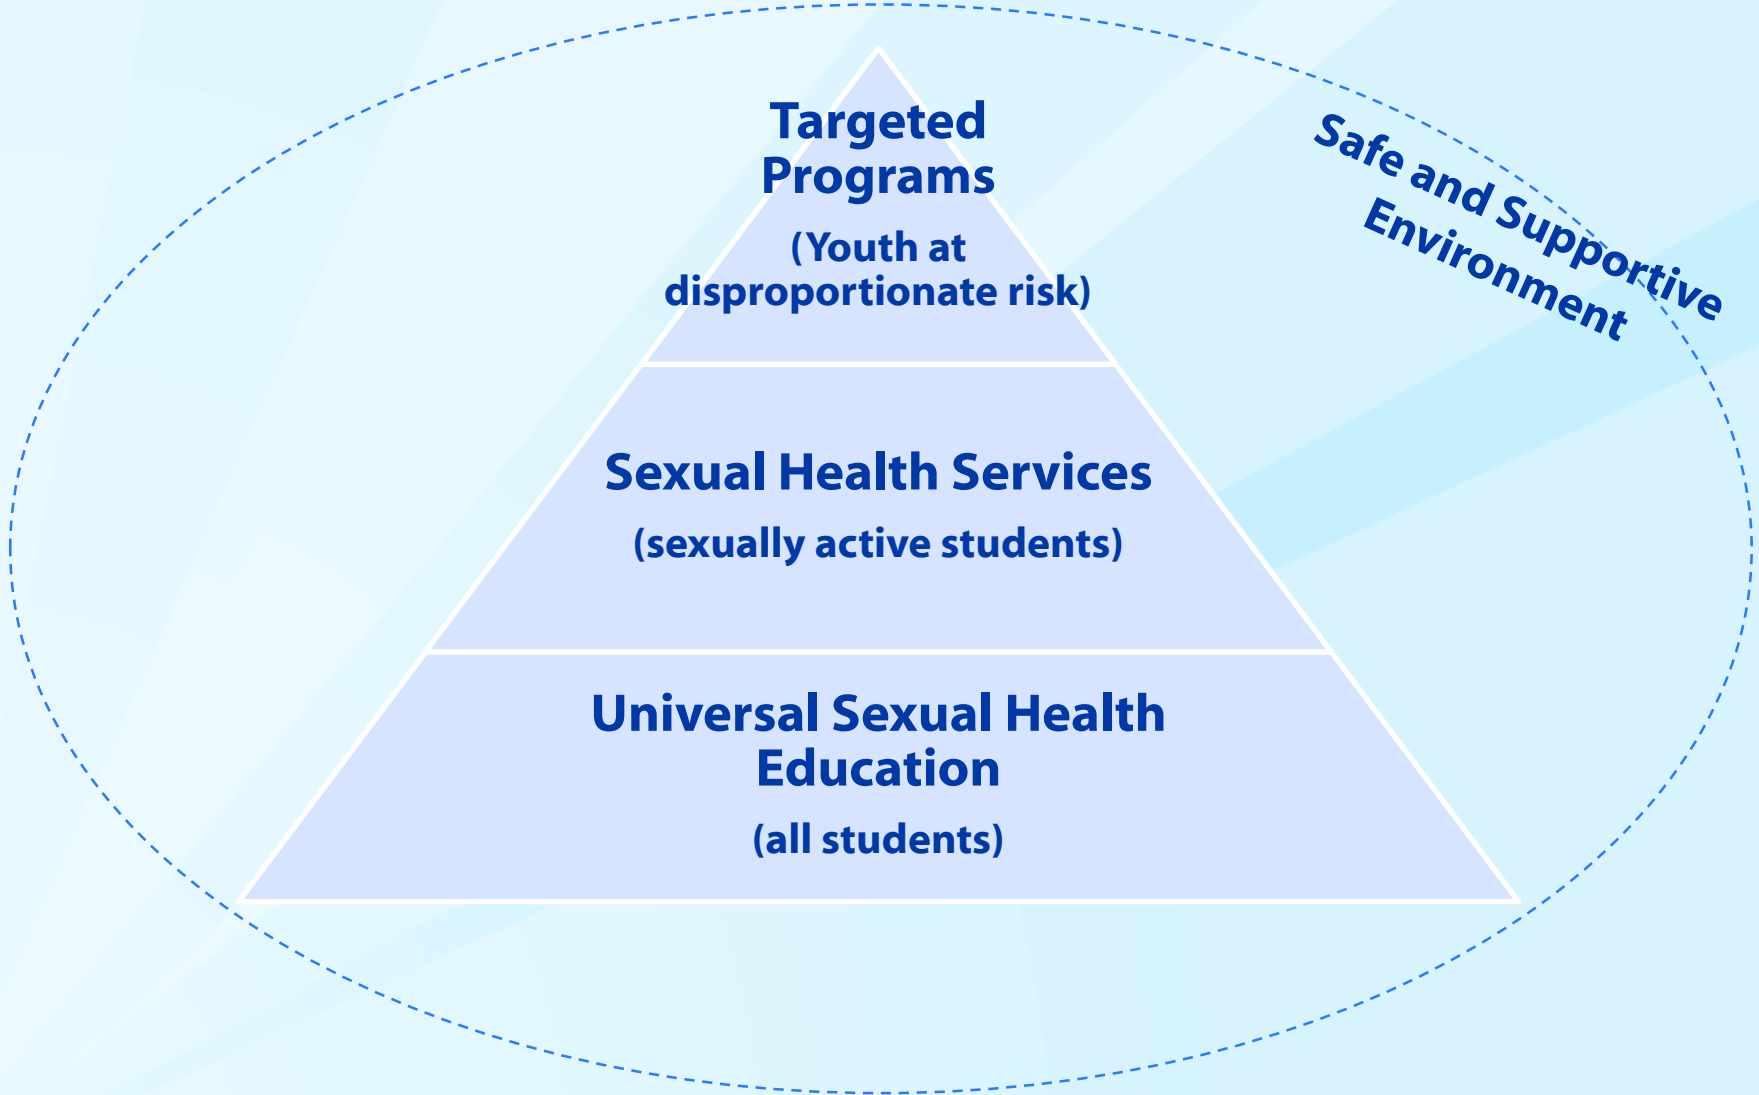 Targeted
Programs
(Youth at
disproportionate risk)
Safe and Supportive
Environment
Sexual Health Services
(sexually active students)
Universal Sexual Health
Education
(all students)